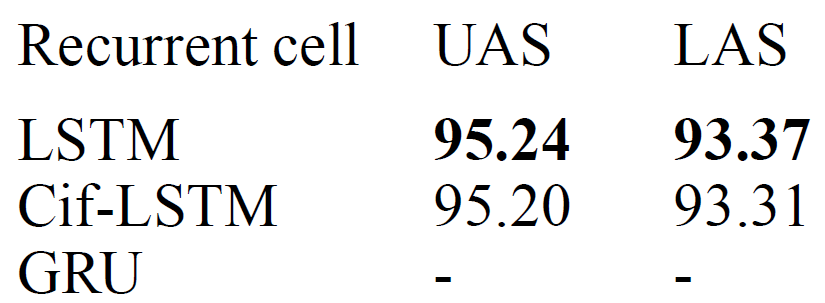 Recurrent cell UAS LAS
LSTM 95.24 93.37
Cif-LSTM 95.20 93.31
GRU - -